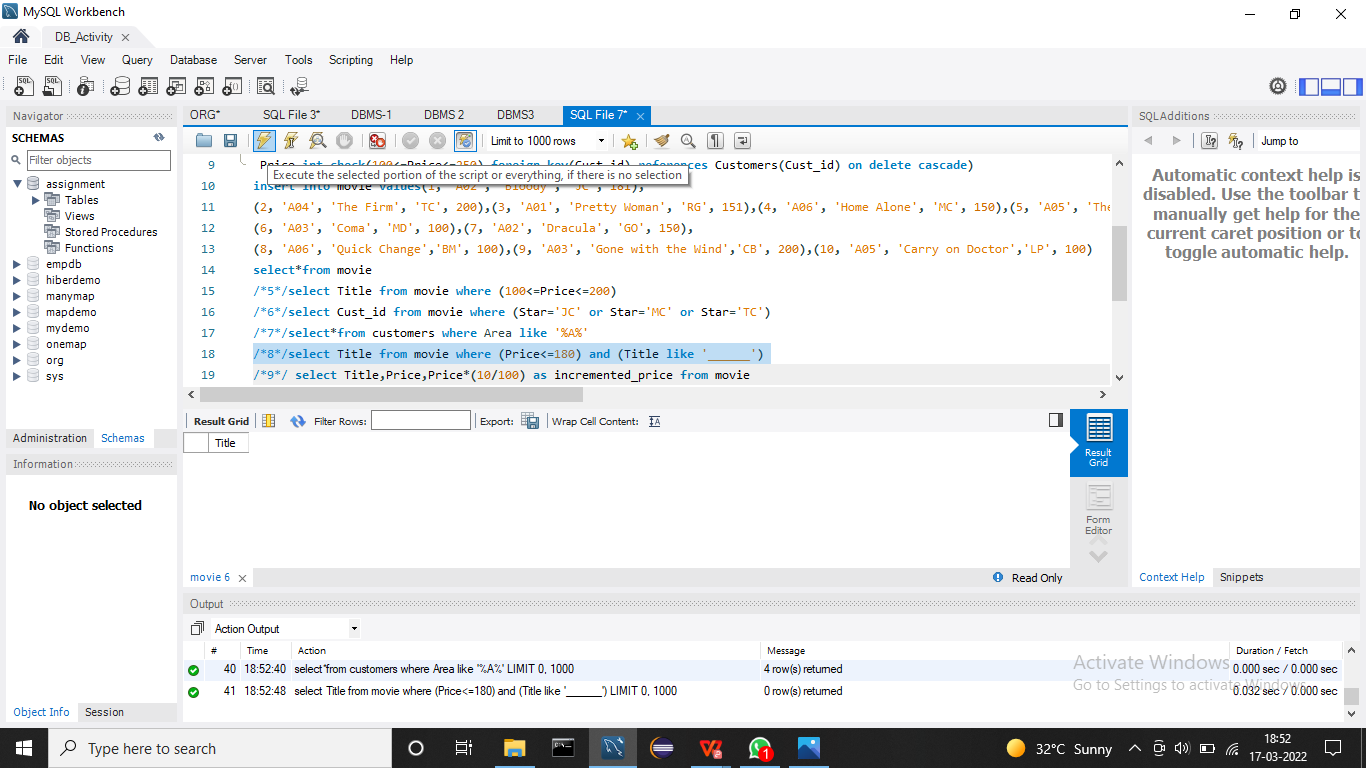 MySQL Workbench
DB_Activity
File Edit View Query Database Server Tools Scripting Help
Navigator
SCHEMAS
Filter objects
assignment
Tables
Views
Stored Procedures
Functions
empdb
hiberdemo
manymap
mapdemo
mydemo
onemap
org
sys
Administration Schemas
Information
No object selected
Object Info Session
ORG* SQL File 3* DBMS-1 DBMS 2 DBMS3 SQL File 7*
Limit to 1000 rows
9 Price int check(100<=Price<=250) foreign key(Cust_id) references Customers(Cust_id) on delete cascade)
Execute the selected portion of the script or everything, if there is no selection
10 insert into movie values(1, 'A02', 'Bloody', 'JC', 181),
11 (2, 'A04', 'The Firm', 'TC', 200),(3, 'A01', 'Pretty Woman', 'RG', 151),(4, 'A06', 'Home Alone', 'MC', 150),(5, 'A05', 'The
12 (6, 'A03', 'Coma', 'MD', 100),(7, 'A02', 'Dracula', 'GO', 150),
13 (8, 'A06', 'Quick Change','BM', 100),(9, 'A03', 'Gone with the Wind','CB', 200),(10, 'A05', 'Carry on Doctor','LP', 100)
14 select*from movie
15 /*5*/select Title from movie where (100<=Price<=200)
16 /*6*/select Cust_id from movie where (Star='JC' or Star='MC' or Star='TC')
17 /*7*/select*from customers where Area like '%A%'
18 /*8*/select Title from movie where (Price<=180) and (Title like '______')
19 /*9*/ select Title,Price,Price*(10/100) as incremented_price from movie
Result Grid Filter Rows: Export: Wrap Cell Content:
Title
Result Grid
Form Editor
movie 6
Read Only
Output
Action Output
# Time Action Message Duration / Fetch
40 18:52:40 select*from customers where Area like '%A%' LIMIT 0, 1000 4 row(s) returned 0.000 sec / 0.000 sec
41 18:52:48 select Title from movie where (Price<=180) and (Title like '______') LIMIT 0, 1000 0 row(s) returned 0.032 sec / 0.000 sec
SQLAdditions
Jump to
Automatic context help is
disabled. Use the toolbar t
manually get help for the
current caret position or to
toggle automatic help.
Context Help Snippets
Activate Windows
Go to Settings to activate Windows.
Type here to search
1
32°C Sunny
18:52
17-03-2022